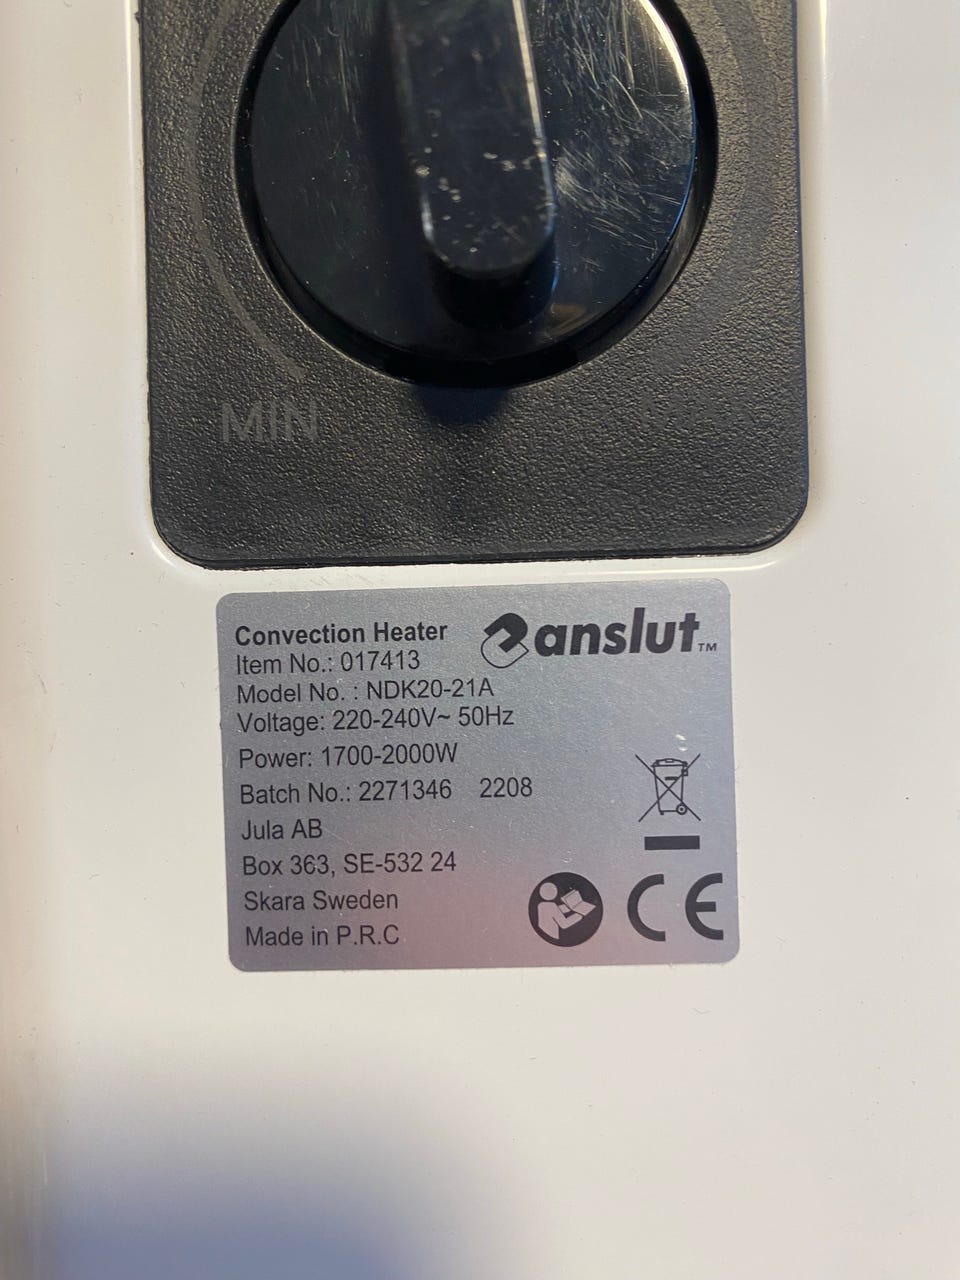 MIN MAX
Convection Heater
anslut™
Item No.: 017413
Model No. : NDK20-21A
Voltage: 220-240V~ 50Hz
Power: 1700-2000W
Batch No.: 2271346 2208
Jula AB
Box 363, SE-532 24
Skara Sweden
Made in P.R.C
CE